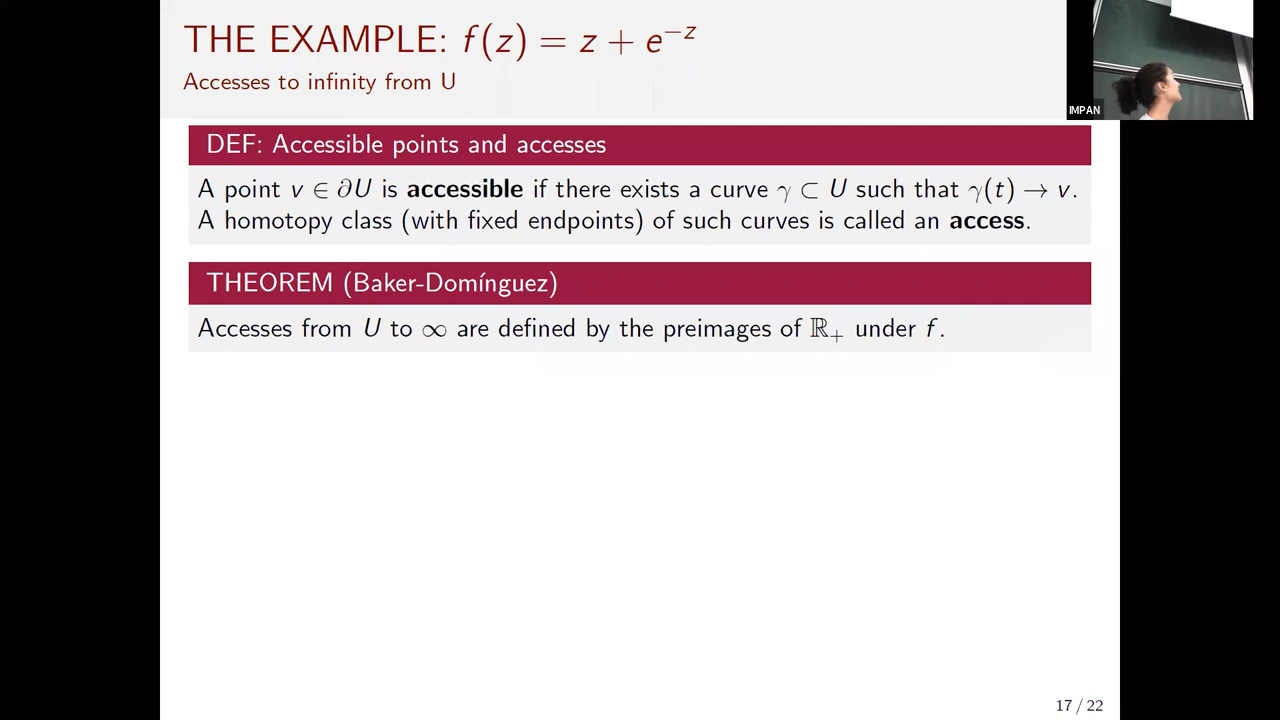 THE EXAMPLE: f(z) = z + e^{−z}
Accesses to infinity from U
IMPAN
DEF: Accessible points and accesses
A point v ∈ ∂U is accessible if there exists a curve γ ⊂ U such that γ(t) → v.
A homotopy class (with fixed endpoints) of such curves is called an access.
THEOREM (Baker-Domínguez)
Accesses from U to ∞ are defined by the preimages of ℝ₊ under f.
17 / 22